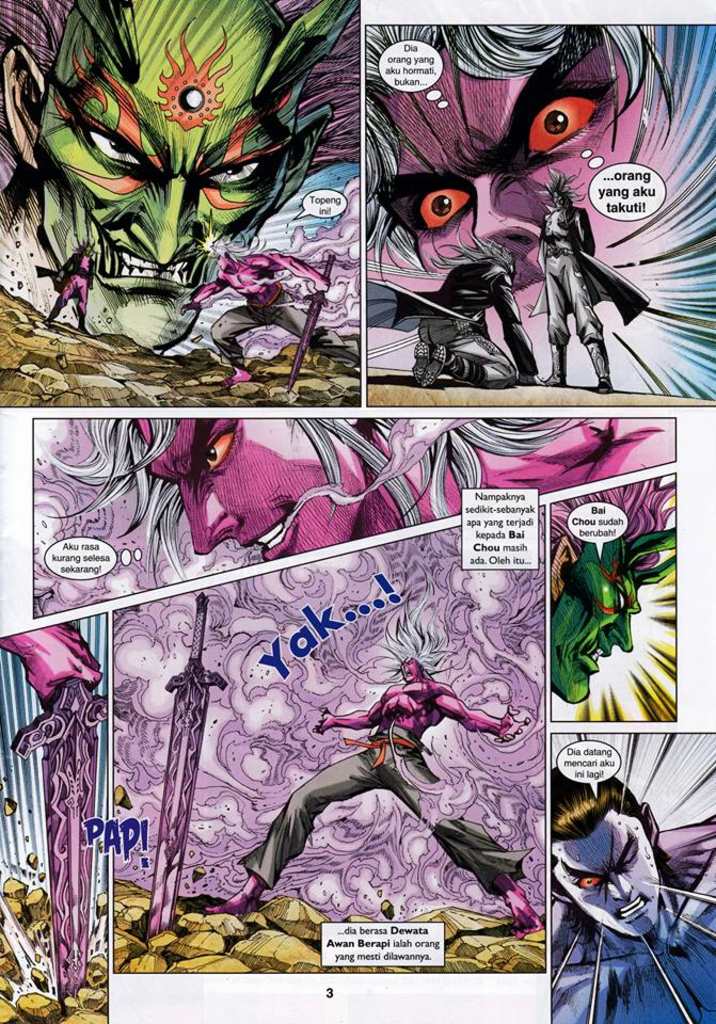 Topeng
ini!
Dia
orang yang
aku hormati,
bukan...
...orang
yang aku
takuti!
Aku rasa
kurang selesa
sekarang!
Nampaknya
sedikit-sebanyak
apa yang terjadi
kepada Bai
Chou masih
ada. Oleh itu...
Bai
Chou sudah
berubah!
PAP!
Yak...!
...dia berasa Dewata
Awan Berapi ialah orang
yang mesti dilawannya.
Dia datang
mencari aku
ini lagi!
3